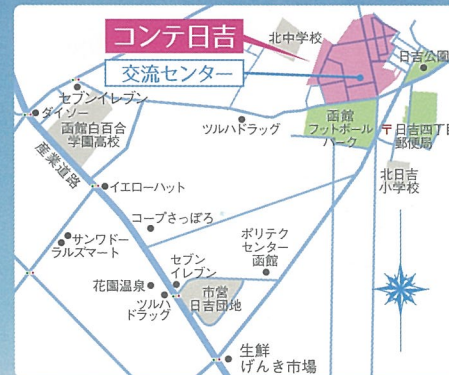 コンテ日吉
交流センター
北中学校
日吉公園
セブンイレブン
ダイソー
函館白百合
学園高校
ツルハドラッグ
函館
フットボール
パーク
〒日吉四丁目
郵便局
産業道路
イエローハット
北日吉
小学校
コープさっぽろ
サンワドー
ラルズマート
ポリテク
センター
函館
セブン
イレブン
花園温泉
ツルハ
ドラッグ
市営
日吉団地
生鮮
げんき市場